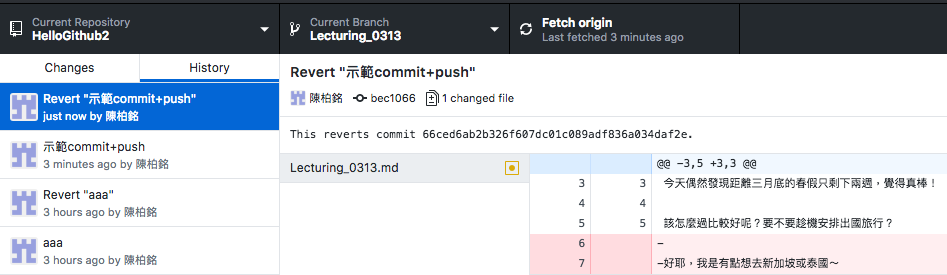 Current Repository
HelloGithub2
Current Branch
Lecturing_0313
Fetch origin
Last fetched 3 minutes ago
Changes
History
Revert "示範commit+push"
just now by 陳柏銘
示範commit+push
3 minutes ago by 陳柏銘
Revert "aaa"
3 hours ago by 陳柏銘
aaa
3 hours ago by 陳柏銘
Revert "示範commit+push"
陳柏銘 bec1066 1 changed file
This reverts commit 66ced6ab2b326f607dc01c089adf836a034daf2e.
Lecturing_0313.md
@@ -3,5 +3,3 @@
3 3 今天偶然發現距離三月底的春假只剩下兩週，覺得真棒！
4 4
5 5 該怎麼過比較好呢？要不要趁機安排出國旅行？
6 -
7 -好耶，我是有點想去新加坡或泰國～